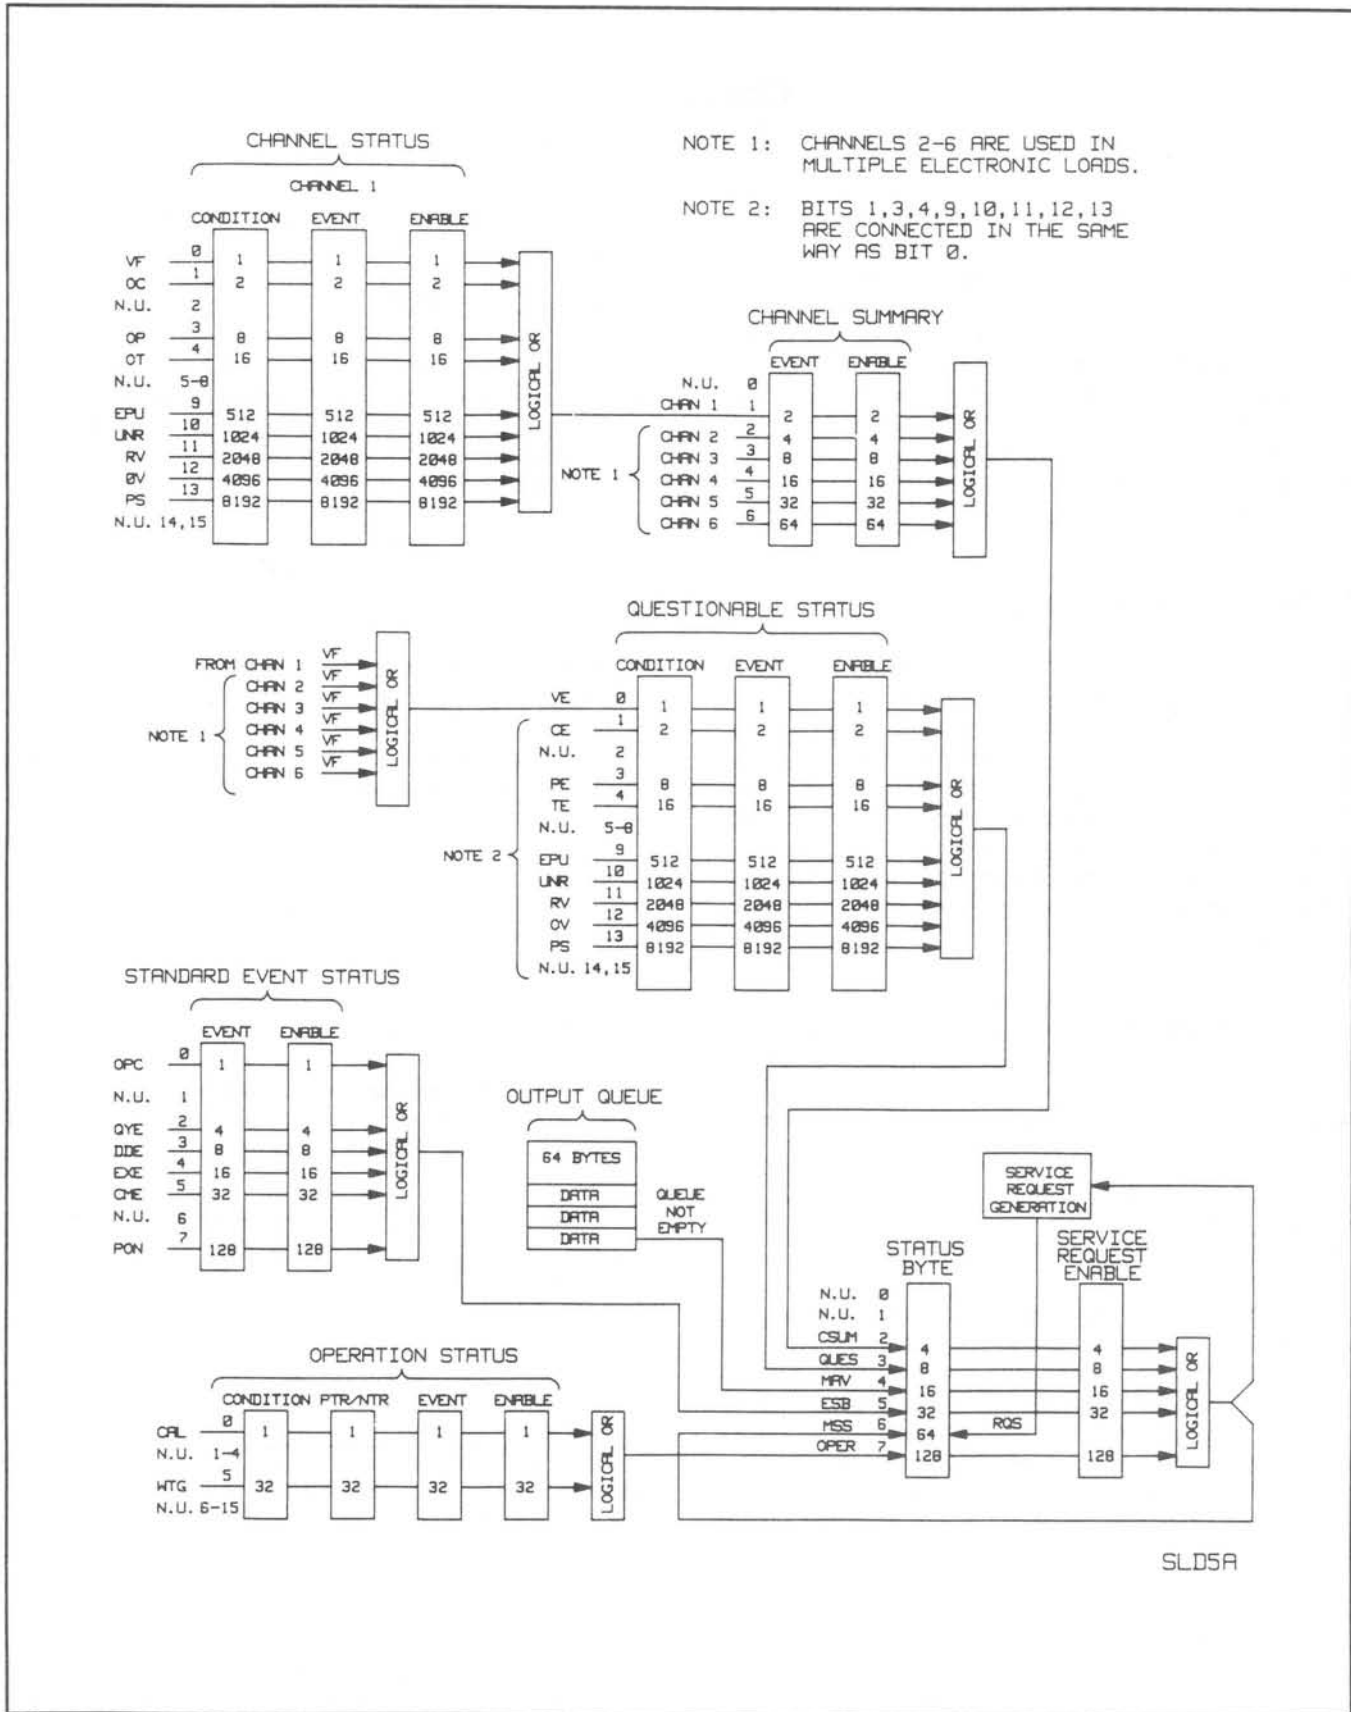 CHANNEL STATUS
CHANNEL 1
CONDITION EVENT ENABLE
VF 0 1 1 1
OC 1 2 2 2
N.U. 2
OP 3 8 8 8
OT 4 16 16 16
N.U. 5-8
EPU 9 512 512 512
UNR 10 1024 1024 1024
RV 11 2048 2048 2048
0V 12 4096 4096 4096
PS 13 8192 8192 8192
N.U. 14,15
LOGICAL OR
NOTE 1: CHANNELS 2-6 ARE USED IN
MULTIPLE ELECTRONIC LOADS.
NOTE 2: BITS 1,3,4,9,10,11,12,13
ARE CONNECTED IN THE SAME
WAY AS BIT 0.
CHANNEL SUMMARY
EVENT ENABLE
N.U. 0
CHAN 1 1 2 2
CHAN 2 2 4 4
CHAN 3 3 8 8
NOTE 1
CHAN 4 4 16 16
CHAN 5 5 32 32
CHAN 6 6 64 64
LOGICAL OR
FROM CHAN 1 VF
CHAN 2 VF
CHAN 3 VF
NOTE 1
CHAN 4 VF
CHAN 5 VF
CHAN 6 VF
LOGICAL OR
QUESTIONABLE STATUS
CONDITION EVENT ENABLE
VE 0 1 1 1
CE 1 2 2 2
N.U. 2
PE 3 8 8 8
TE 4 16 16 16
N.U. 5-8
NOTE 2
EPU 9 512 512 512
UNR 10 1024 1024 1024
RV 11 2048 2048 2048
OV 12 4096 4096 4096
PS 13 8192 8192 8192
N.U. 14,15
LOGICAL OR
STANDARD EVENT STATUS
EVENT ENABLE
OPC 0 1 1
N.U. 1
QYE 2 4 4
DDE 3 8 8
EXE 4 16 16
CME 5 32 32
N.U. 6
PON 7 128 128
LOGICAL OR
OUTPUT QUEUE
64 BYTES
DATA
DATA
DATA
QUEUE
NOT
EMPTY
SERVICE
REQUEST
GENERATION
STATUS
BYTE
SERVICE
REQUEST
ENABLE
N.U. 0
N.U. 1
CSUM 2 4 4
QUES 3 8 8
MAV 4 16 16
ESB 5 32 32
MSS 6 64 RQS
OPER 7 128 128
LOGICAL OR
OPERATION STATUS
CONDITION PTR/NTR EVENT ENABLE
CAL 0 1 1 1 1
N.U. 1-4
WTG 5 32 32 32 32
N.U. 6-15
LOGICAL OR
SLD5A